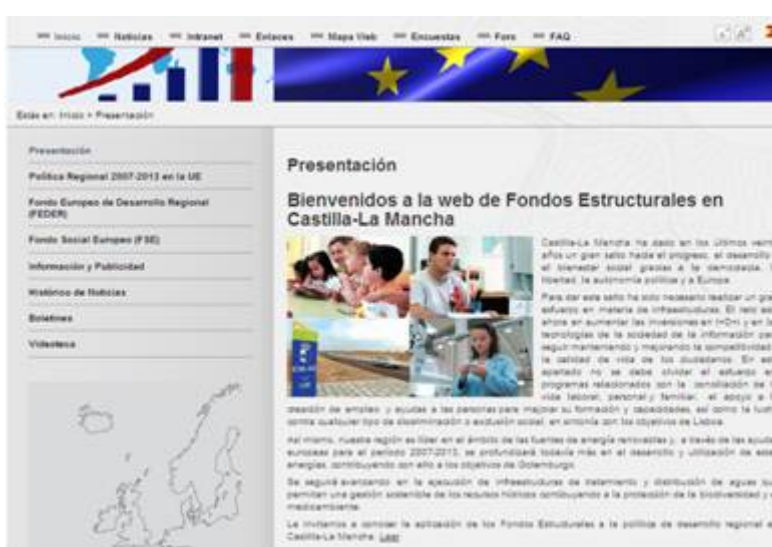 Inicio Noticias Intranet Enlaces Mapa Web Encuestas Foro FAQ
Estás en: Inicio > Presentación
Presentación
Política Regional 2007-2013 en la UE
Fondo Europeo de Desarrollo Regional
(FEDER)
Fondo Social Europeo (FSE)
Información y Publicidad
Histórico de Noticias
Boletines
Videoteca
Presentación
Bienvenidos a la web de Fondos Estructurales en
Castilla-La Mancha
Castilla-La Mancha ha dado en los últimos
años un gran salto hacia el progreso, el desarrollo
el bienestar social gracias a la democracia,
libertad, la autonomía política y a Europa.
Para dar este salto ha sido necesario realizar un
esfuerzo en materia de infraestructuras. El reto
ahora en aumentar las inversiones en I+D+i y en
tecnologías de la sociedad de la información
seguir manteniendo y mejorando la competitividad
la calidad de vida de los ciudadanos. En
apartado no se debe olvidar el esfuerzo
programas relacionados con la conciliación de
vida laboral, personal y familiar, el apoyo a
creación de empleo y ayudas a las personas para mejorar su formación y capacidades, así como la
contra cualquier tipo de discriminación o exclusión social, en sintonía con los objetivos de Lisboa.
Así mismo, nuestra región es líder en el ámbito de las fuentes de energía renovables y, a través de las
europeas para el periodo 2007-2013, se profundizará todavía más en el desarrollo y utilización de
energías, contribuyendo con ello a los objetivos de Gotemburgo.
Se seguirá avanzando en la ejecución de infraestructuras de tratamiento y distribución de aguas
permitan una gestión sostenible de los recursos hídricos contribuyendo a la protección de la biodiversidad y
medioambiente.
Le invitamos a conocer la aplicación de los Fondos Estructurales a la política de desarrollo regional
Castilla-La Mancha. Leer